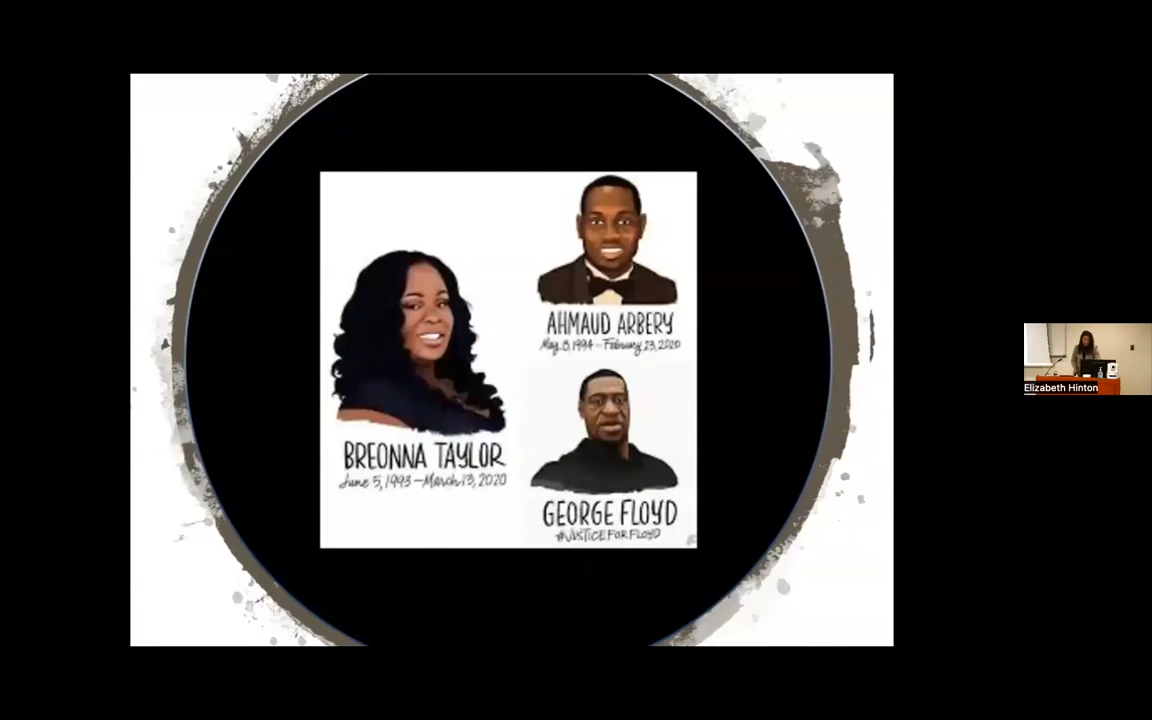 BREONNA TAYLOR
June 5, 1993 – March 13, 2020
AHMAUD ARBERY
May 8, 1994 – February 23, 2020
GEORGE FLOYD
#JUSTICEFORFLOYD
Elizabeth Hinton